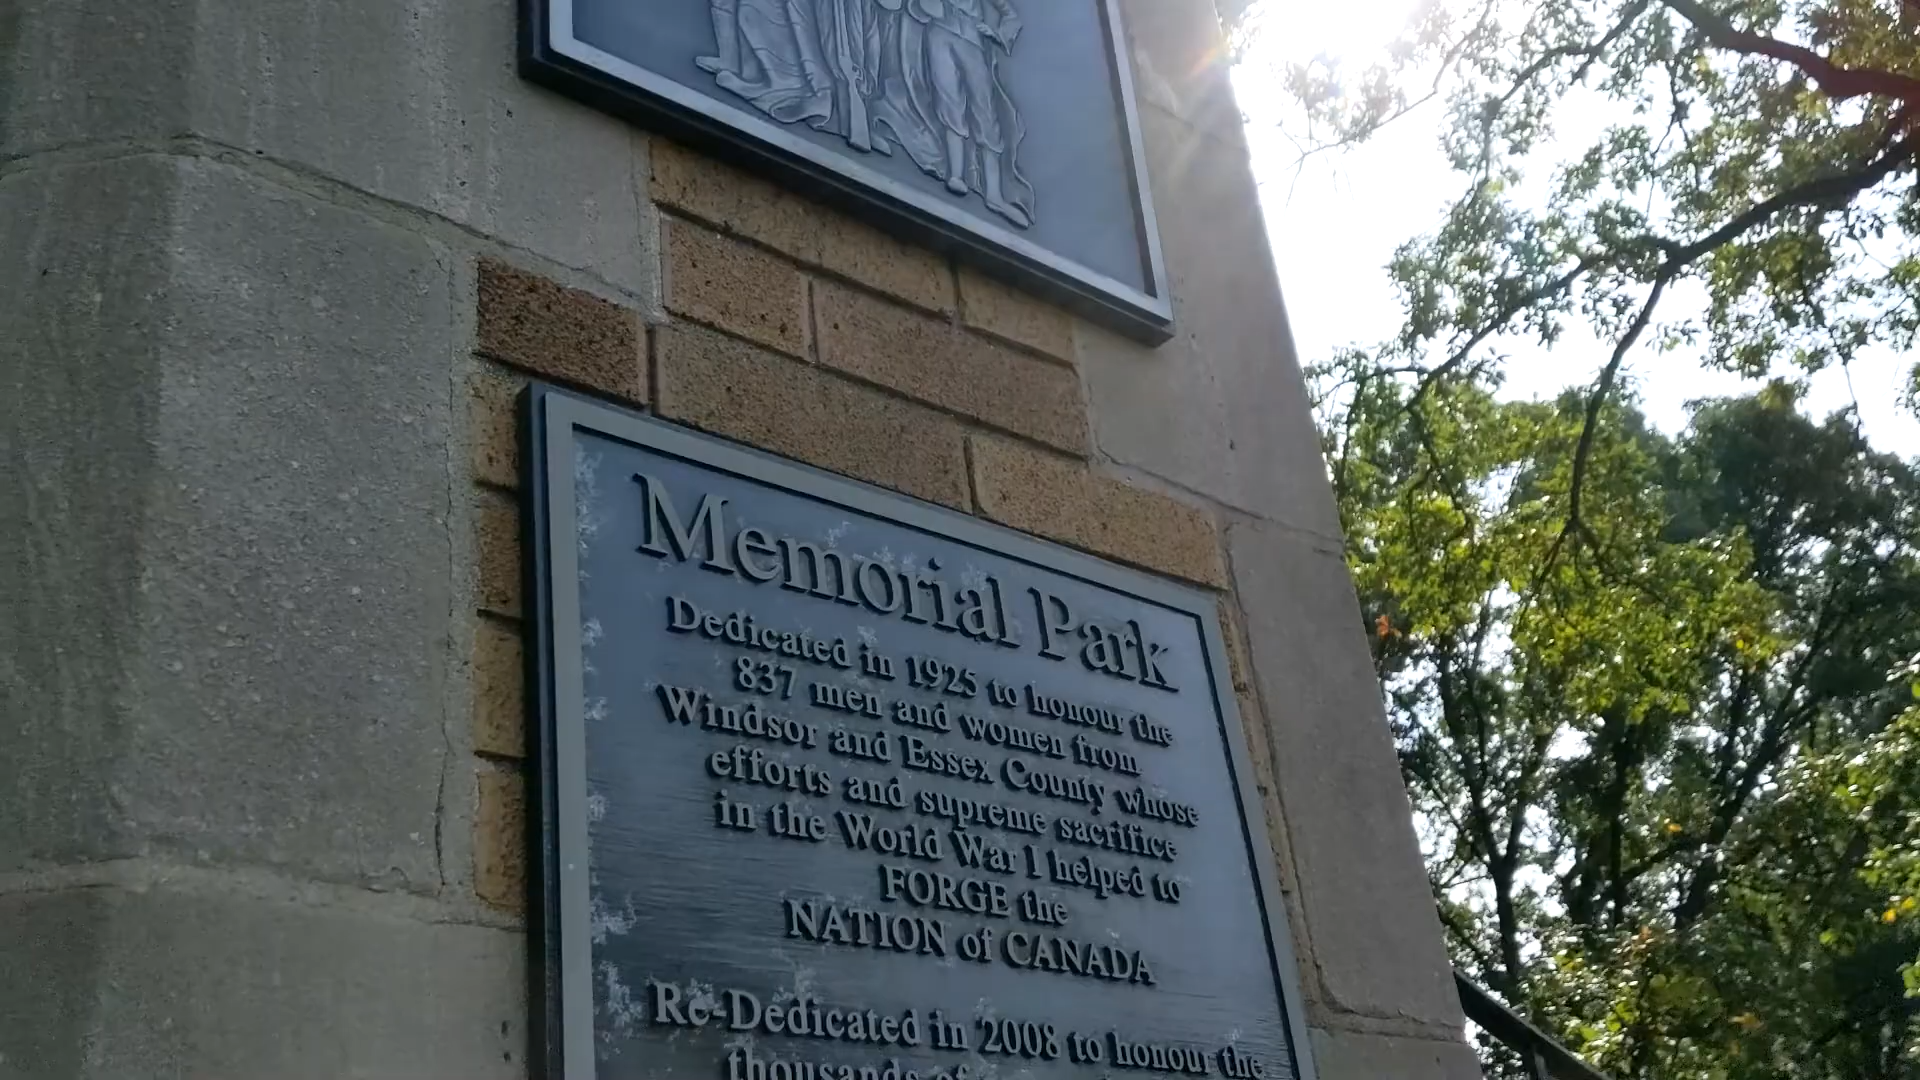 Memorial Park
Dedicated in 1925 to honour the
837 men and women from
Windsor and Essex County whose
efforts and supreme sacrifice
in the World War I helped to
FORGE the
NATION of CANADA
Re-Dedicated in 2008 to honour the
thousands of